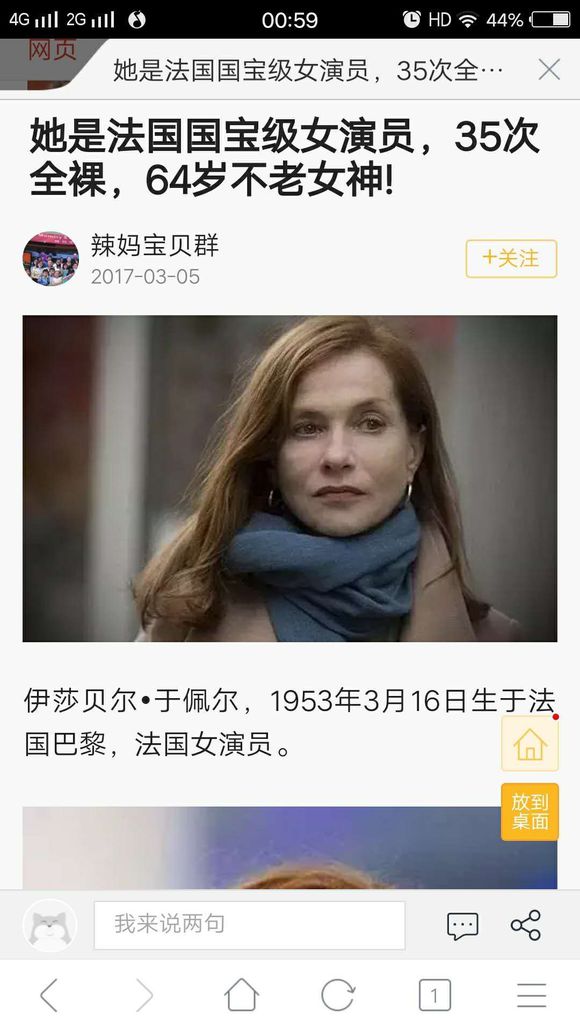 4G 2G 00:59 HD 44%
网页
她是法国国宝级女演员，35次全…
她是法国国宝级女演员，35次
全裸，64岁不老女神!
辣妈宝贝群
2017-03-05
+关注
伊莎贝尔•于佩尔，1953年3月16日生于法
国巴黎，法国女演员。
放到
桌面
我来说两句
1